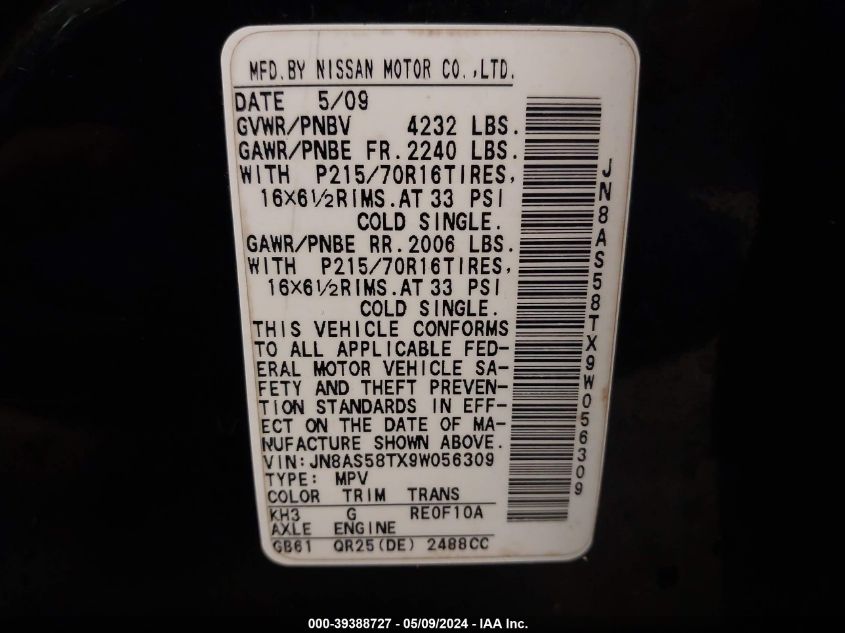 MFD.BY NISSAN MOTOR CO.,LTD.
DATE 5/09
GVWR/PNBV 4232 LBS.
GAWR/PNBE FR.2240 LBS.
WITH P215/70R16TIRES,
16×6½RIMS.AT 33 PSI
COLD SINGLE.
GAWR/PNBE RR.2006 LBS.
WITH P215/70R16TIRES,
16×6½RIMS.AT 33 PSI
COLD SINGLE.
THIS VEHICLE CONFORMS
TO ALL APPLICABLE FED-
ERAL MOTOR VEHICLE SA-
FETY AND THEFT PREVEN-
TION STANDARDS IN EFF-
ECT ON THE DATE OF MA-
NUFACTURE SHOWN ABOVE.
VIN:JN8AS58TX9W056309
TYPE: MPV
COLOR TRIM TRANS
KH3 G RE0F10A
AXLE ENGINE
GB61 QR25(DE) 2488CC
JN8AS58TX9W056309
000-39388727 - 05/09/2024 - IAA Inc.